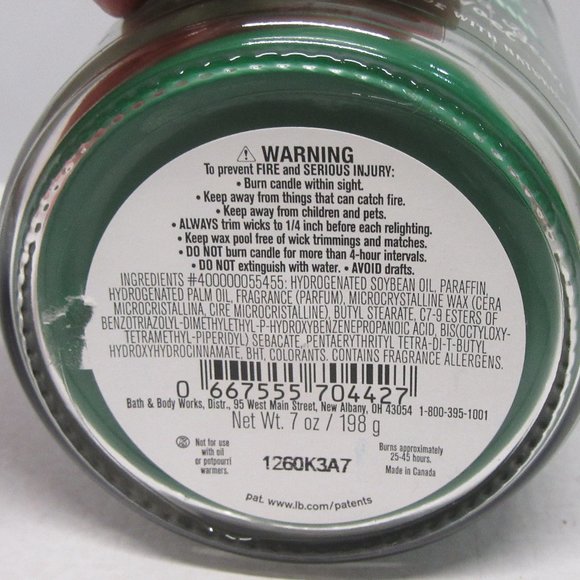 WITH
⚠ WARNING
To prevent FIRE and SERIOUS INJURY:
• Burn candle within sight.
• Keep away from things that can catch fire.
• Keep away from children and pets.
• ALWAYS trim wicks to 1/4 inch before each relighting.
• Keep wax pool free of wick trimmings and matches.
• DO NOT burn candle for more than 4-hour intervals.
• DO NOT extinguish with water. • AVOID drafts.
INGREDIENTS #400000055455: HYDROGENATED SOYBEAN OIL, PARAFFIN,
HYDROGENATED PALM OIL, FRAGRANCE (PARFUM), MICROCRYSTALLINE WAX (CERA
MICROCRISTALLINA, CIRE MICROCRISTALLINE), BUTYL STEARATE, C7-9 ESTERS OF
BENZOTRIAZOLYL-DIMETHYLETHYL-P-HYDROXYBENZENEPROPANOIC ACID, BIS(OCTYLOXY-
TETRAMETHYL-PIPERIDYL) SEBACATE, PENTAERYTHRITYL TETRA-DI-T-BUTYL
HYDROXYHYDROCINNAMATE, BHT, COLORANTS. CONTAINS FRAGRANCE ALLERGENS.
0 667555 704427
Bath & Body Works, Distr., 95 West Main Street, New Albany, OH 43054 1-800-395-1001
Net Wt. 7 oz / 198 g
Not for use
with oil
or potpourri
warmers.
1260K3A7
Burns approximately
25-45 hours.
Made in Canada
pat. www.lb.com/patents